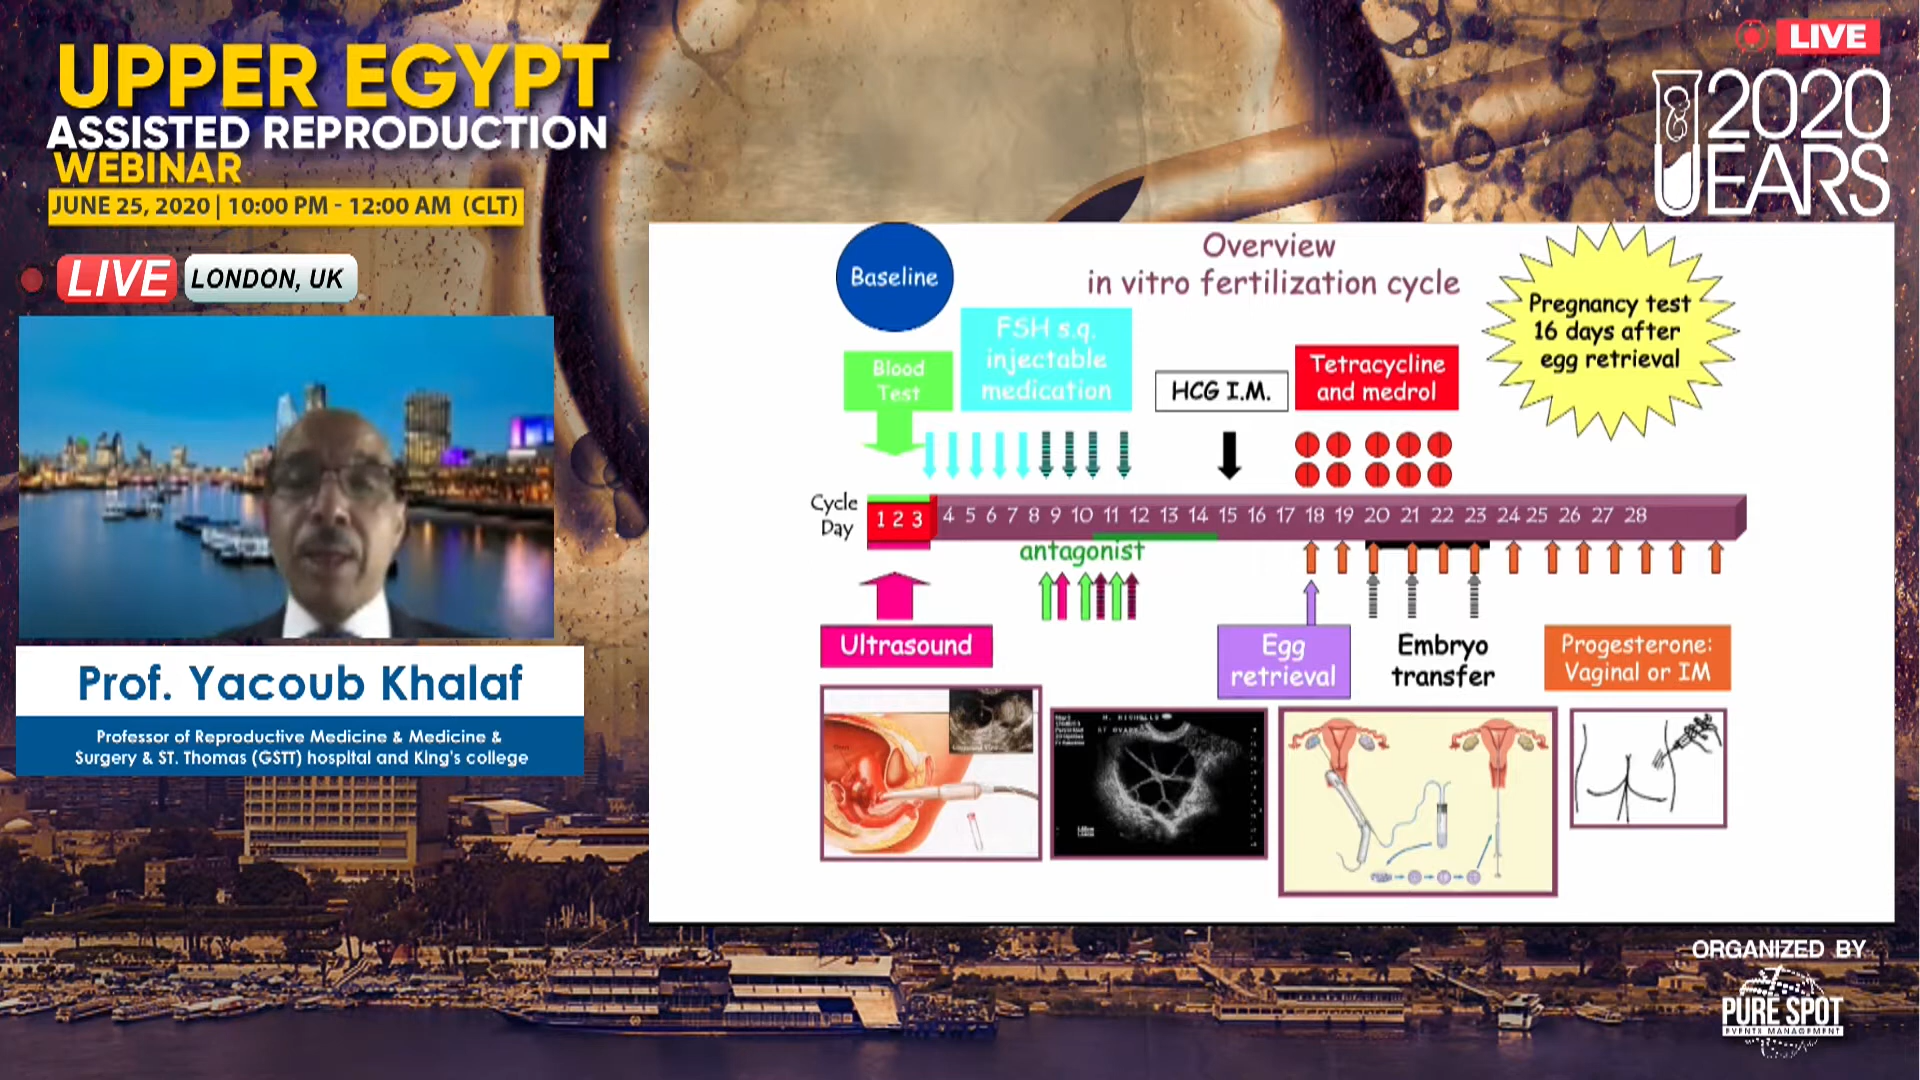 UPPER EGYPT
ASSISTED REPRODUCTION
WEBINAR
JUNE 25, 2020 | 10:00 PM - 12:00 AM (CLT)
LIVE
LONDON, UK
Prof. Yacoub Khalaf
Professor of Reproductive Medicine & Medicine &
Surgery & ST. Thomas (GSTT) hospital and King's college
LIVE
2020
UEARS
Overview
in vitro fertilization cycle
Baseline
Pregnancy test
16 days after
egg retrieval
FSH s.q.
injectable
medication
Blood
Test
HCG I.M.
Tetracycline
and medrol
Cycle
Day
1 2 3 4 5 6 7 8 9 10 11 12 13 14 15 16 17 18 19 20 21 22 23 24 25 26 27 28
antagonist
Ultrasound
Egg
retrieval
Embryo
transfer
Progesterone:
Vaginal or IM
ORGANIZED BY
PURE SPOT
EVENTS MANAGEMENT